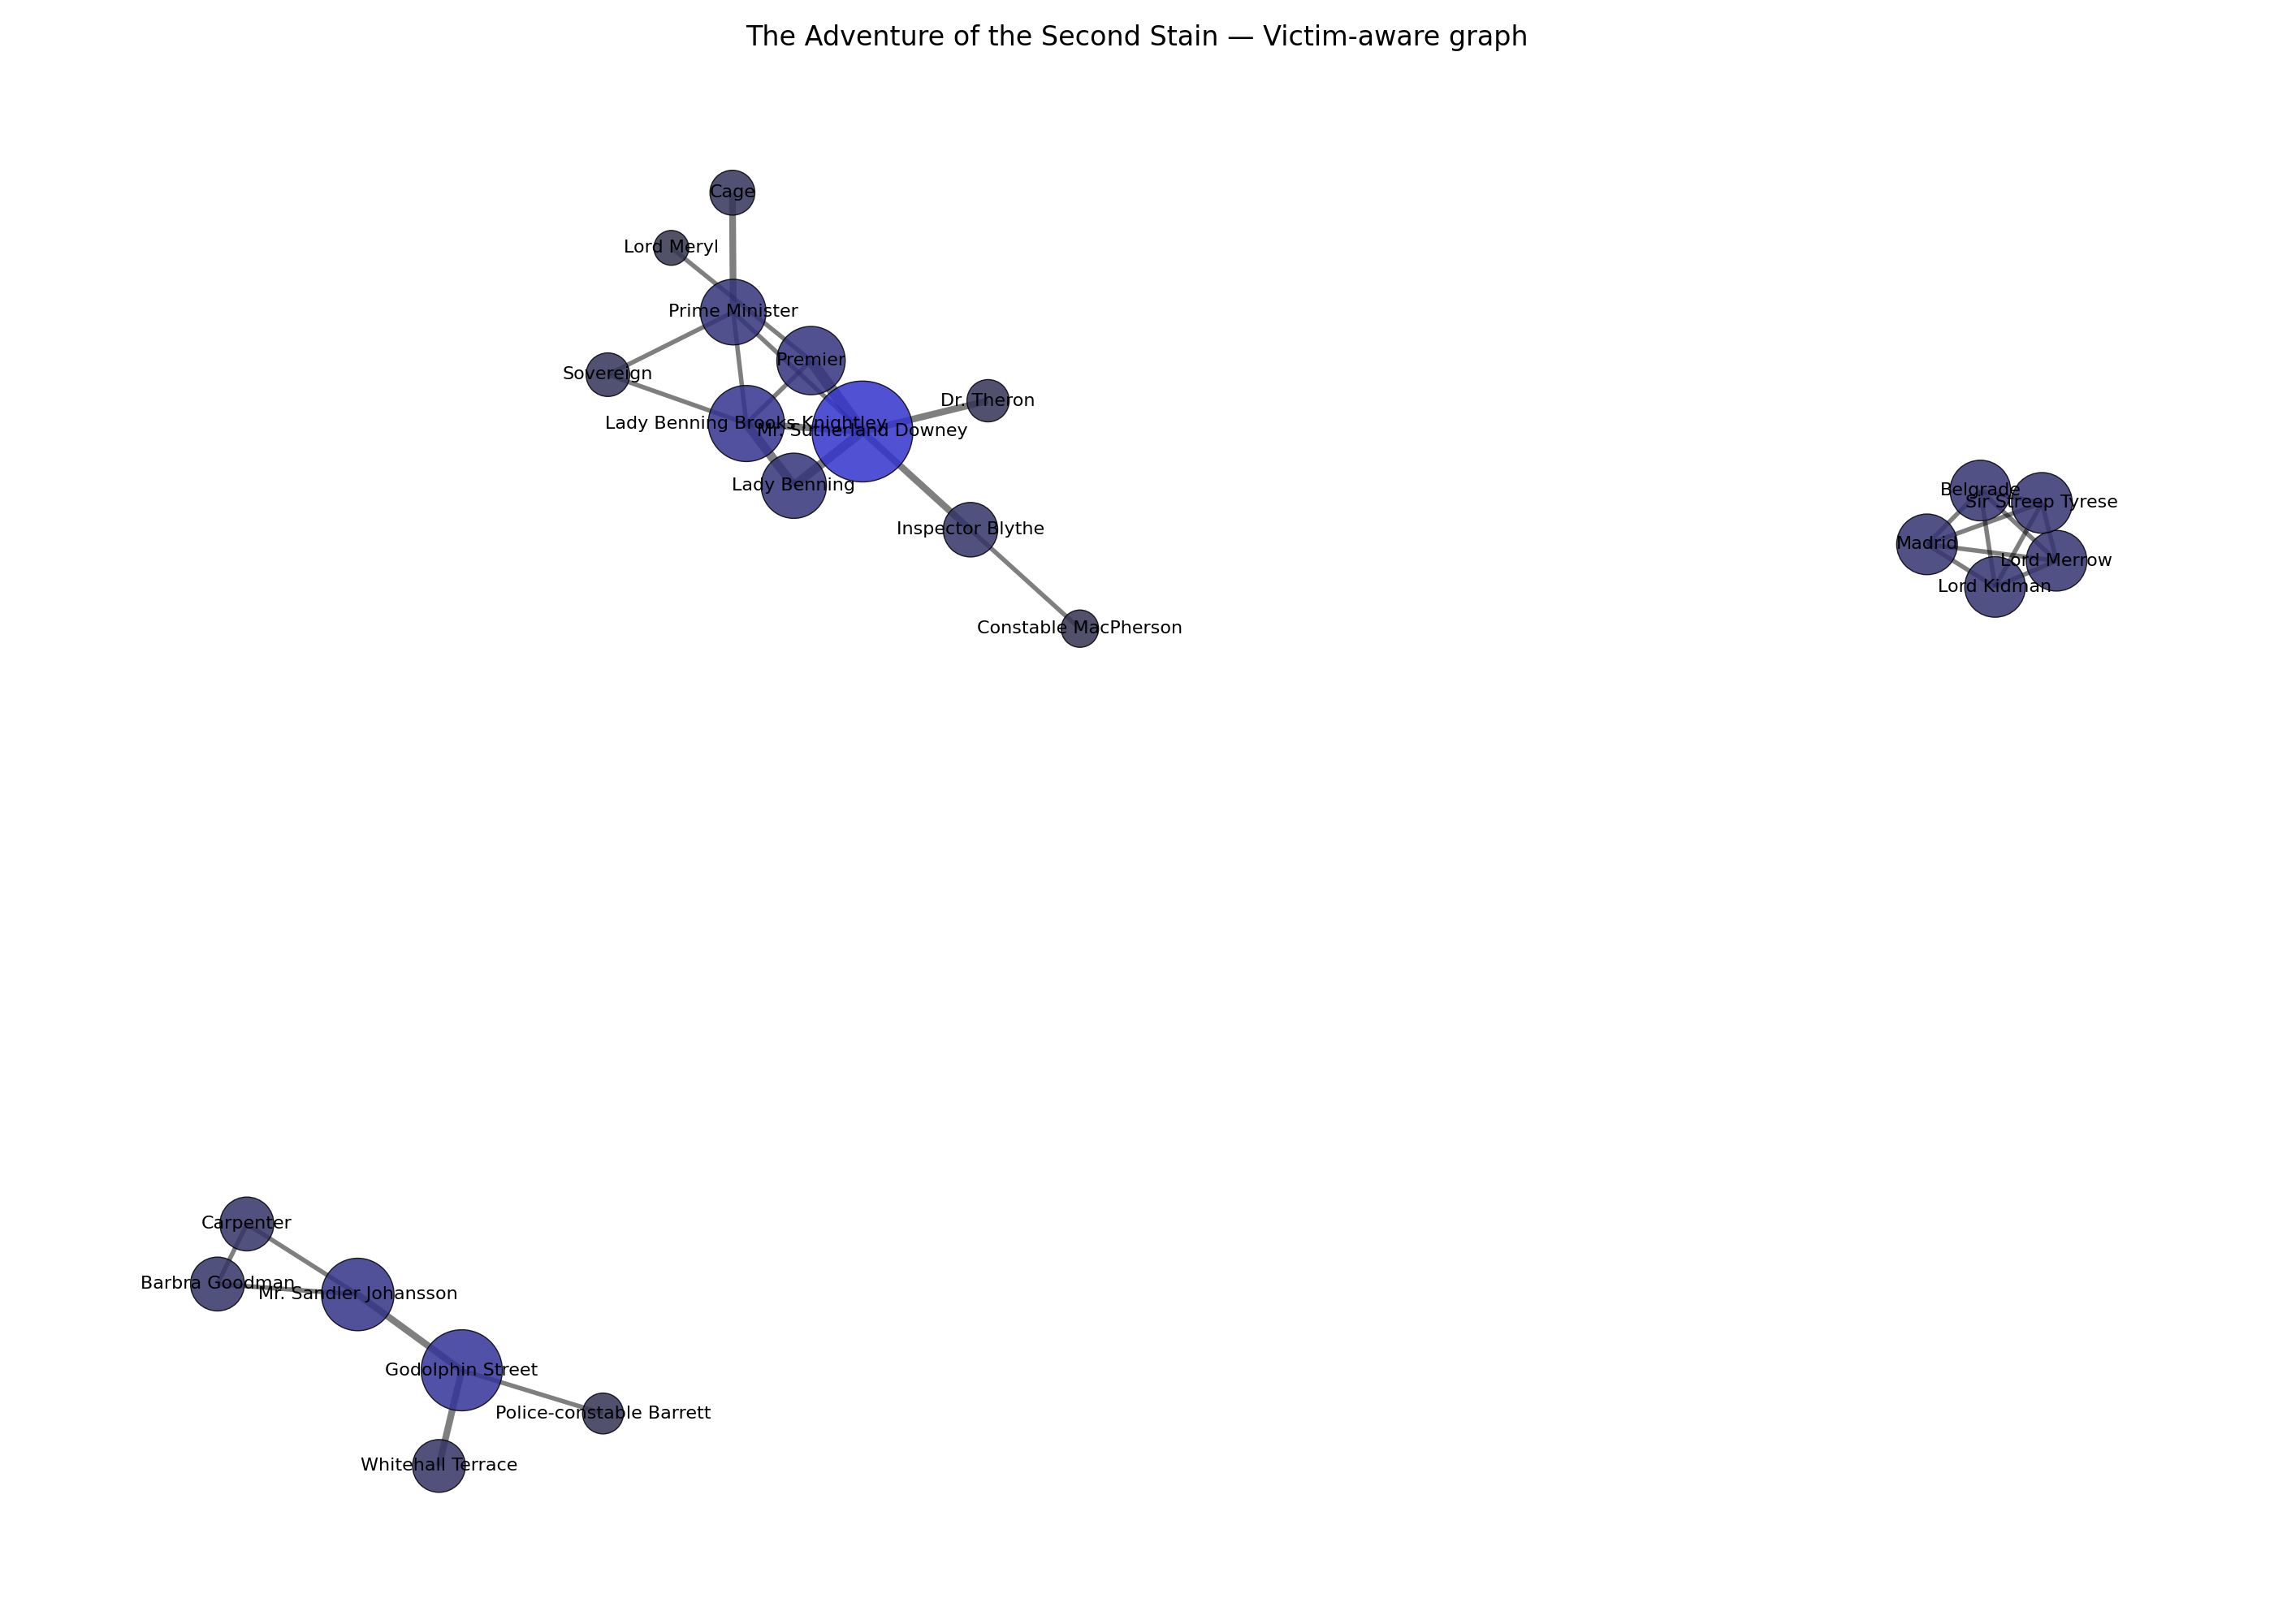 The Adventure of the Second Stain — Victim-aware graph
Cage
Lord Meryl
Prime Minister
Premier
Sovereign
Dr. Theron
Lady Benning Brooks Knightley
Mr. Sutherland Downey
Lady Benning
Inspector Blythe
Constable MacPherson
Belgrade
Sir Streep Tyrese
Madrid
Lord Merrow
Lord Kidman
Carpenter
Barbra Goodman
Mr. Sandler Johansson
Godolphin Street
Police-constable Barrett
Whitehall Terrace